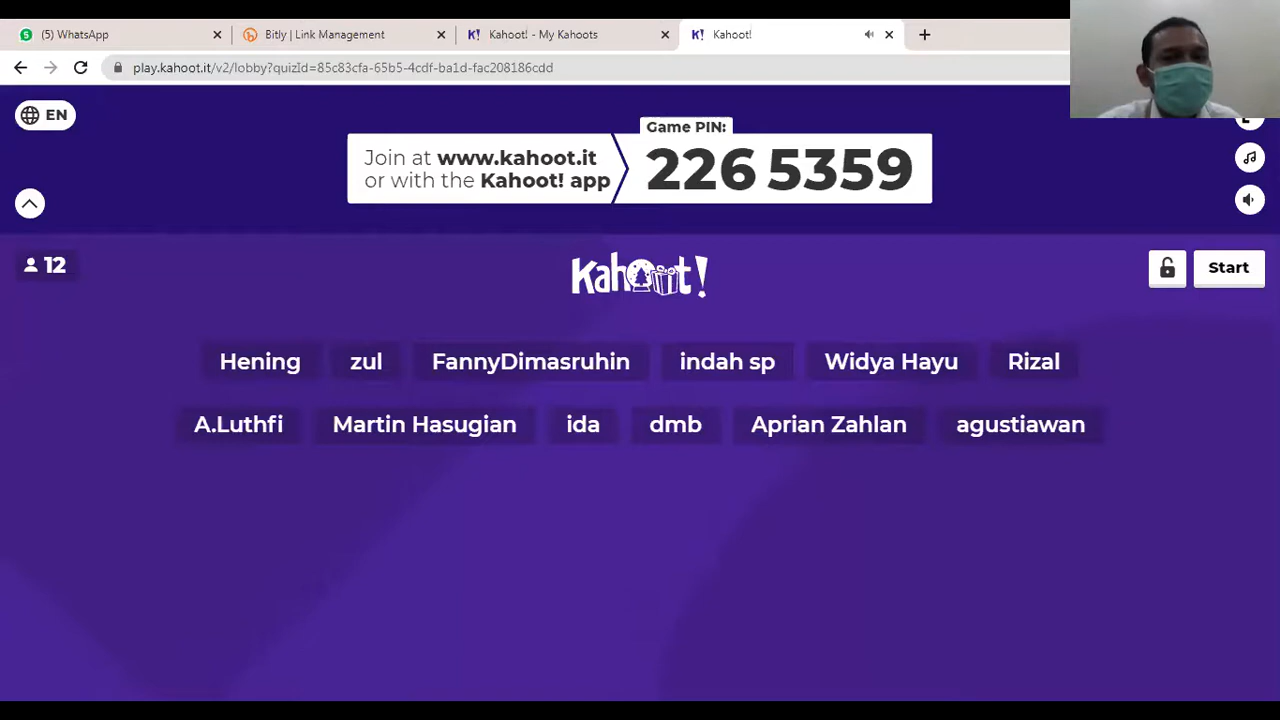 (5) WhatsApp
Bitly | Link Management
Kahoot! - My Kahoots
Kahoot!
play.kahoot.it/v2/lobby?quizId=85c83cfa-65b5-4cdf-ba1d-fac208186cdd
EN
Game PIN:
Join at www.kahoot.it
or with the Kahoot! app
226 5359
12
Kahoot!
Start
Hening zul FannyDimasruhin indah sp Widya Hayu Rizal
A.Luthfi Martin Hasugian ida dmb Aprian Zahlan agustiawan